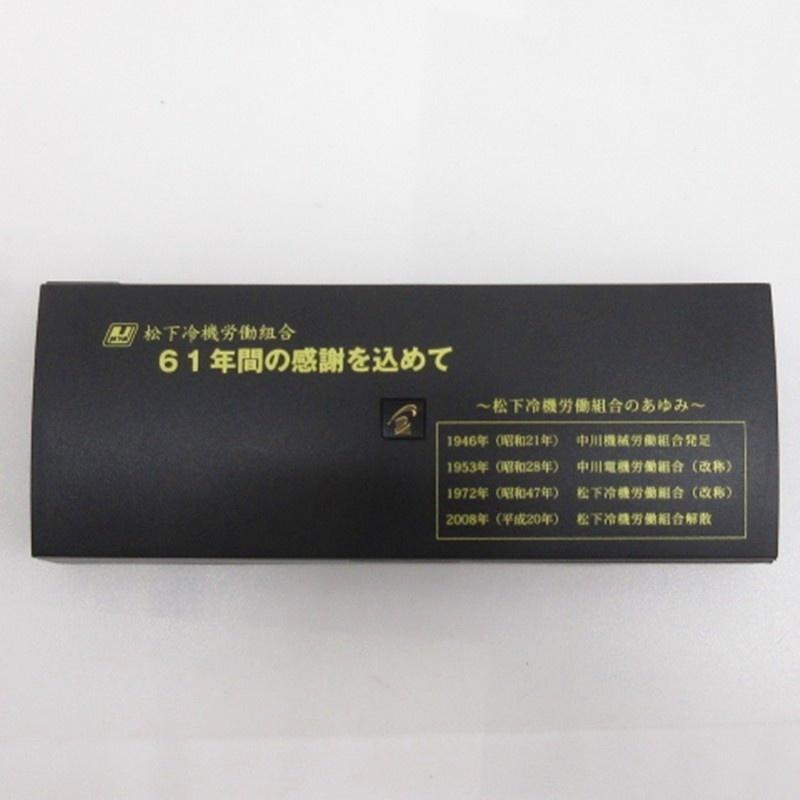 松下冷機労働組合
61年間の感謝を込めて
～松下冷機労働組合のあゆみ～
1946年（昭和21年） 中川機械労働組合発足
1953年（昭和28年） 中川電機労働組合（改称）
1972年（昭和47年） 松下冷機労働組合（改称）
2008年（平成20年） 松下冷機労働組合解散